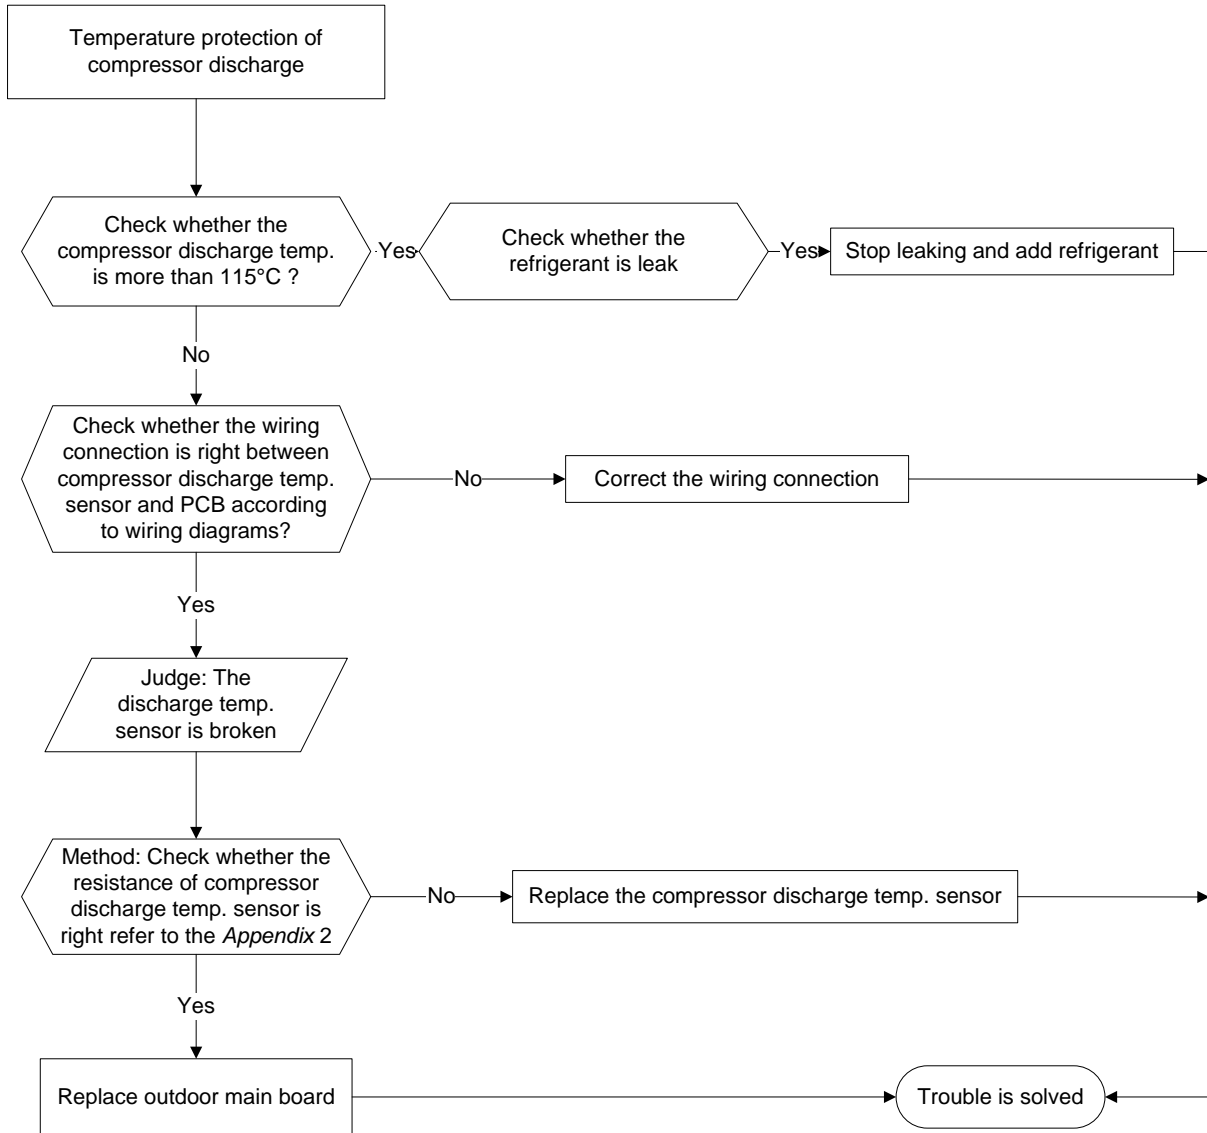 Temperature protection of
compressor discharge
Check whether the
compressor discharge temp.
is more than 115°C ?
Yes
Check whether the
refrigerant is leak
Yes
Stop leaking and add refrigerant
No
Check whether the wiring
connection is right between
compressor discharge temp.
sensor and PCB according
to wiring diagrams?
No
Correct the wiring connection
Yes
Judge: The
discharge temp.
sensor is broken
Method: Check whether the
resistance of compressor
discharge temp. sensor is
right refer to the Appendix 2
No
Replace the compressor discharge temp. sensor
Yes
Replace outdoor main board
Trouble is solved